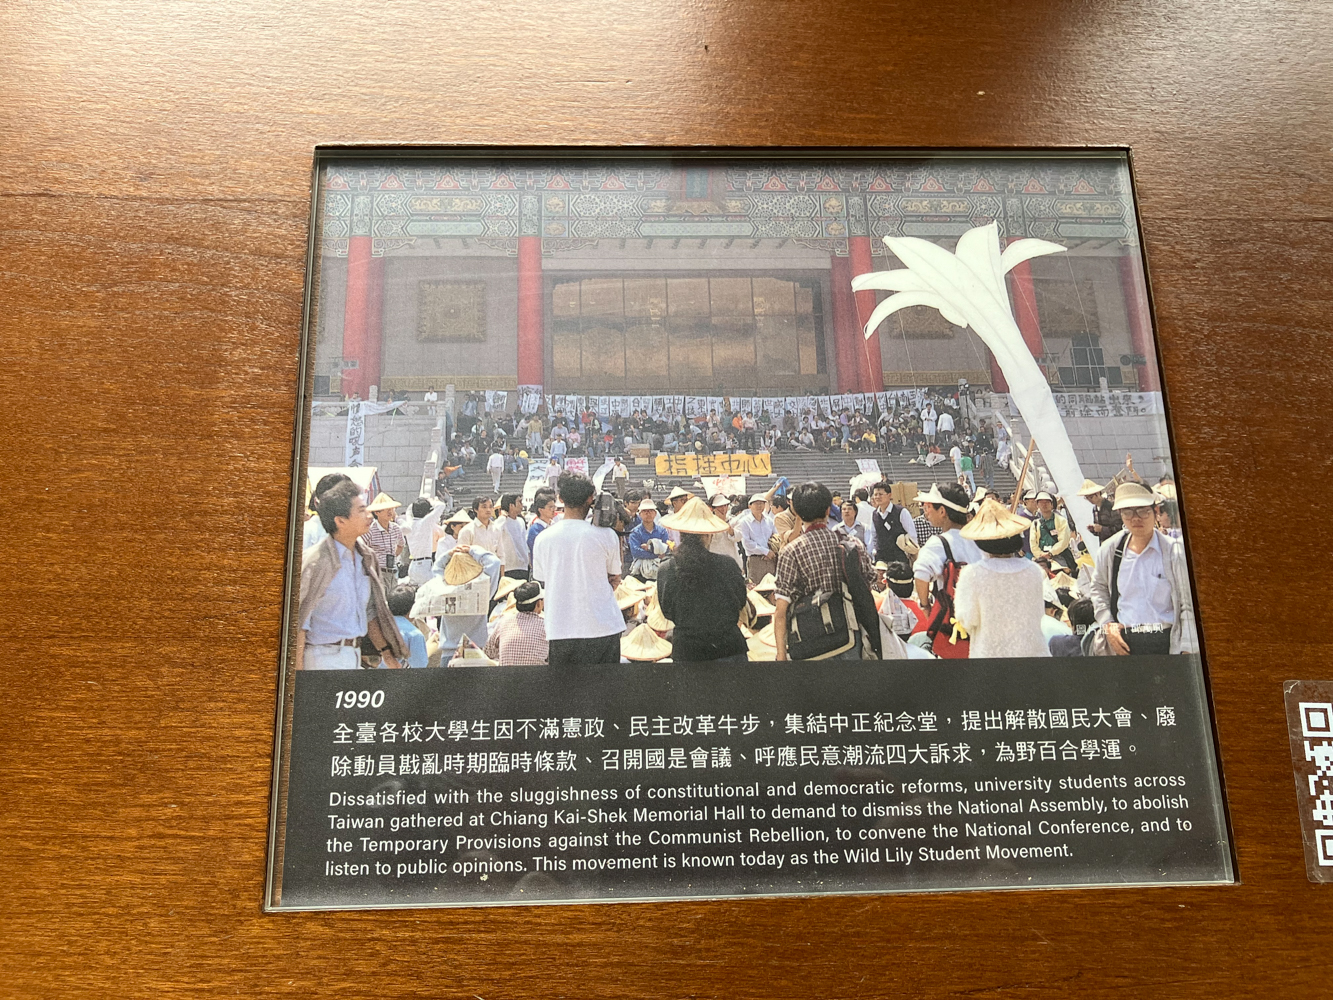 指揮中心
1990
全臺各校大學生因不滿憲政、民主改革牛步，集結中正紀念堂，提出解散國民大會、廢
除動員戡亂時期臨時條款、召開國是會議、呼應民意潮流四大訴求，為野百合學運。
Dissatisfied with the sluggishness of constitutional and democratic reforms, university students across
Taiwan gathered at Chiang Kai-Shek Memorial Hall to demand to dismiss the National Assembly, to abolish
the Temporary Provisions against the Communist Rebellion, to convene the National Conference, and to
listen to public opinions. This movement is known today as the Wild Lily Student Movement.